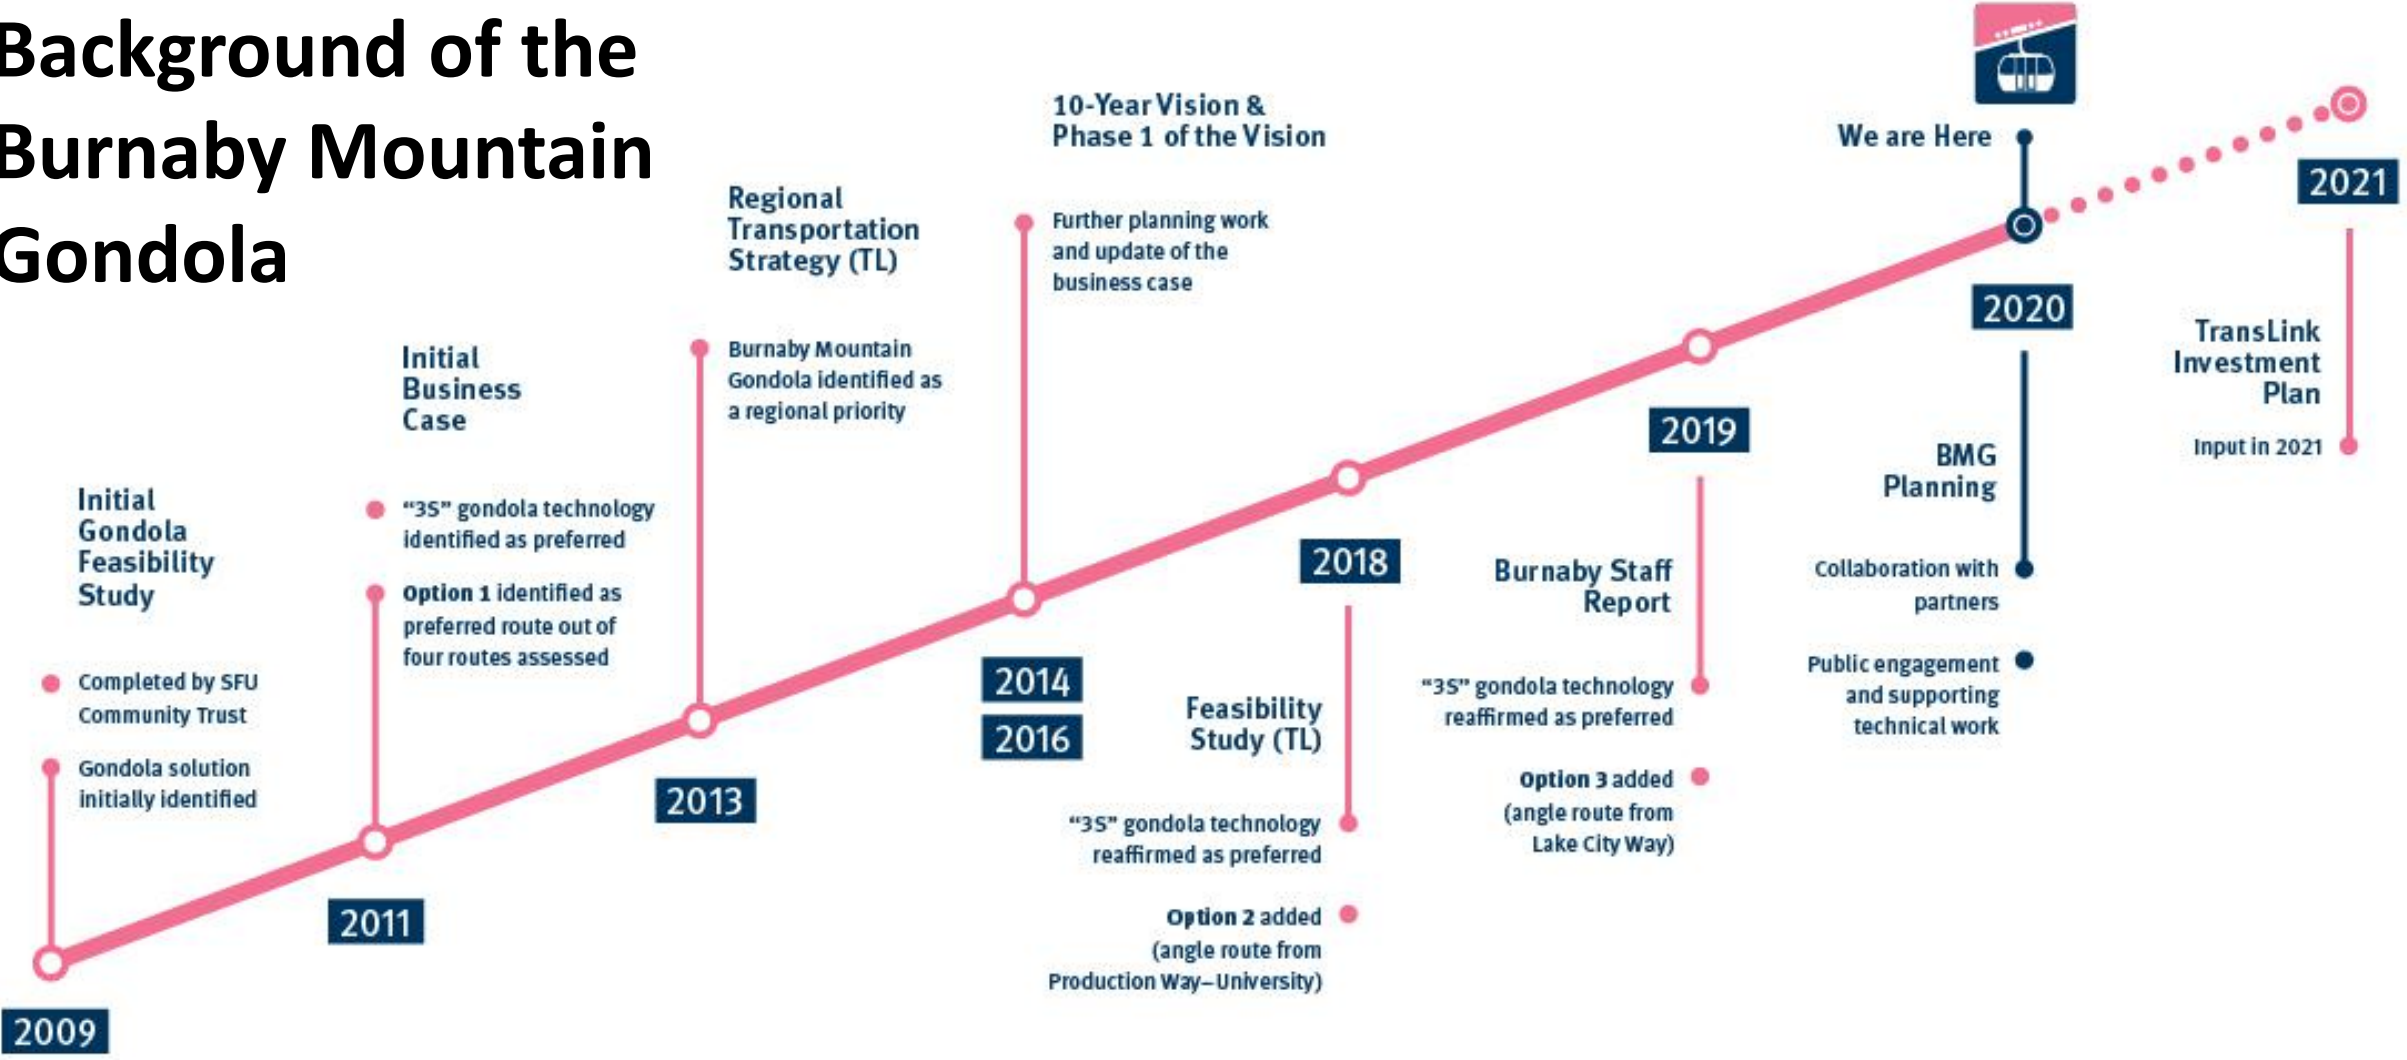 Background of the
Burnaby Mountain
Gondola
Initial
Gondola
Feasibility
Study
Completed by SFU
Community Trust
Gondola solution
initially identified
2009
Initial
Business
Case
“3S” gondola technology
identified as preferred
Option 1 identified as
preferred route out of
four routes assessed
2011
Regional
Transportation
Strategy (TL)
Burnaby Mountain
Gondola identified as
a regional priority
2013
10-Year Vision &
Phase 1 of the Vision
Further planning work
and update of the
business case
2014
2016
2018
Feasibility
Study (TL)
“3S” gondola technology
reaffirmed as preferred
Option 2 added
(angle route from
Production Way–University)
2019
Burnaby Staff
Report
“3S” gondola technology
reaffirmed as preferred
Option 3 added
(angle route from
Lake City Way)
We are Here
2020
BMG
Planning
Collaboration with
partners
Public engagement
and supporting
technical work
2021
TransLink
Investment
Plan
Input in 2021